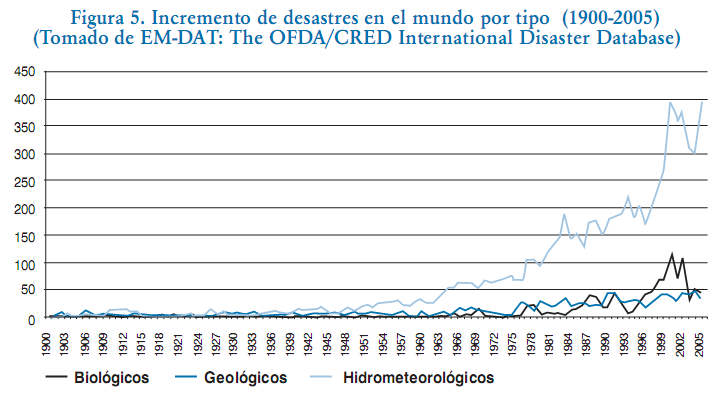 Figura 5. Incremento de desastres en el mundo por tipo (1900-2005)
(Tomado de EM-DAT: The OFDA/CRED International Disaster Database)
450
400
350
300
250
200
150
100
50
0
1900 1903 1906 1909 1912 1915 1918 1921 1924 1927 1930 1933 1936 1939 1942 1945 1948 1951 1954 1957 1960 1963 1966 1969 1972 1975 1978 1981 1984 1987 1990 1993 1996 1999 2002 2005
Biológicos Geológicos Hidrometeorológicos